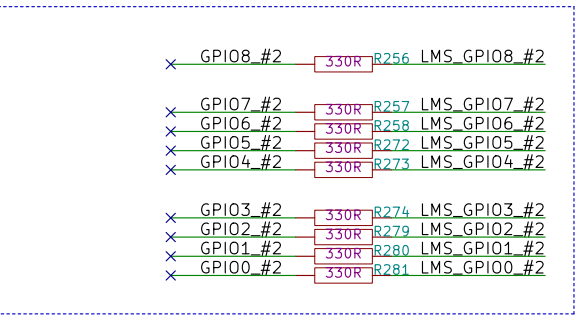 GPIO8_#2 330R R256 LMS_GPIO8_#2
GPIO7_#2 330R R257 LMS_GPIO7_#2
GPIO6_#2 330R R258 LMS_GPIO6_#2
GPIO5_#2 330R R272 LMS_GPIO5_#2
GPIO4_#2 330R R273 LMS_GPIO4_#2
GPIO3_#2 330R R274 LMS_GPIO3_#2
GPIO2_#2 330R R279 LMS_GPIO2_#2
GPIO1_#2 330R R280 LMS_GPIO1_#2
GPIO0_#2 330R R281 LMS_GPIO0_#2